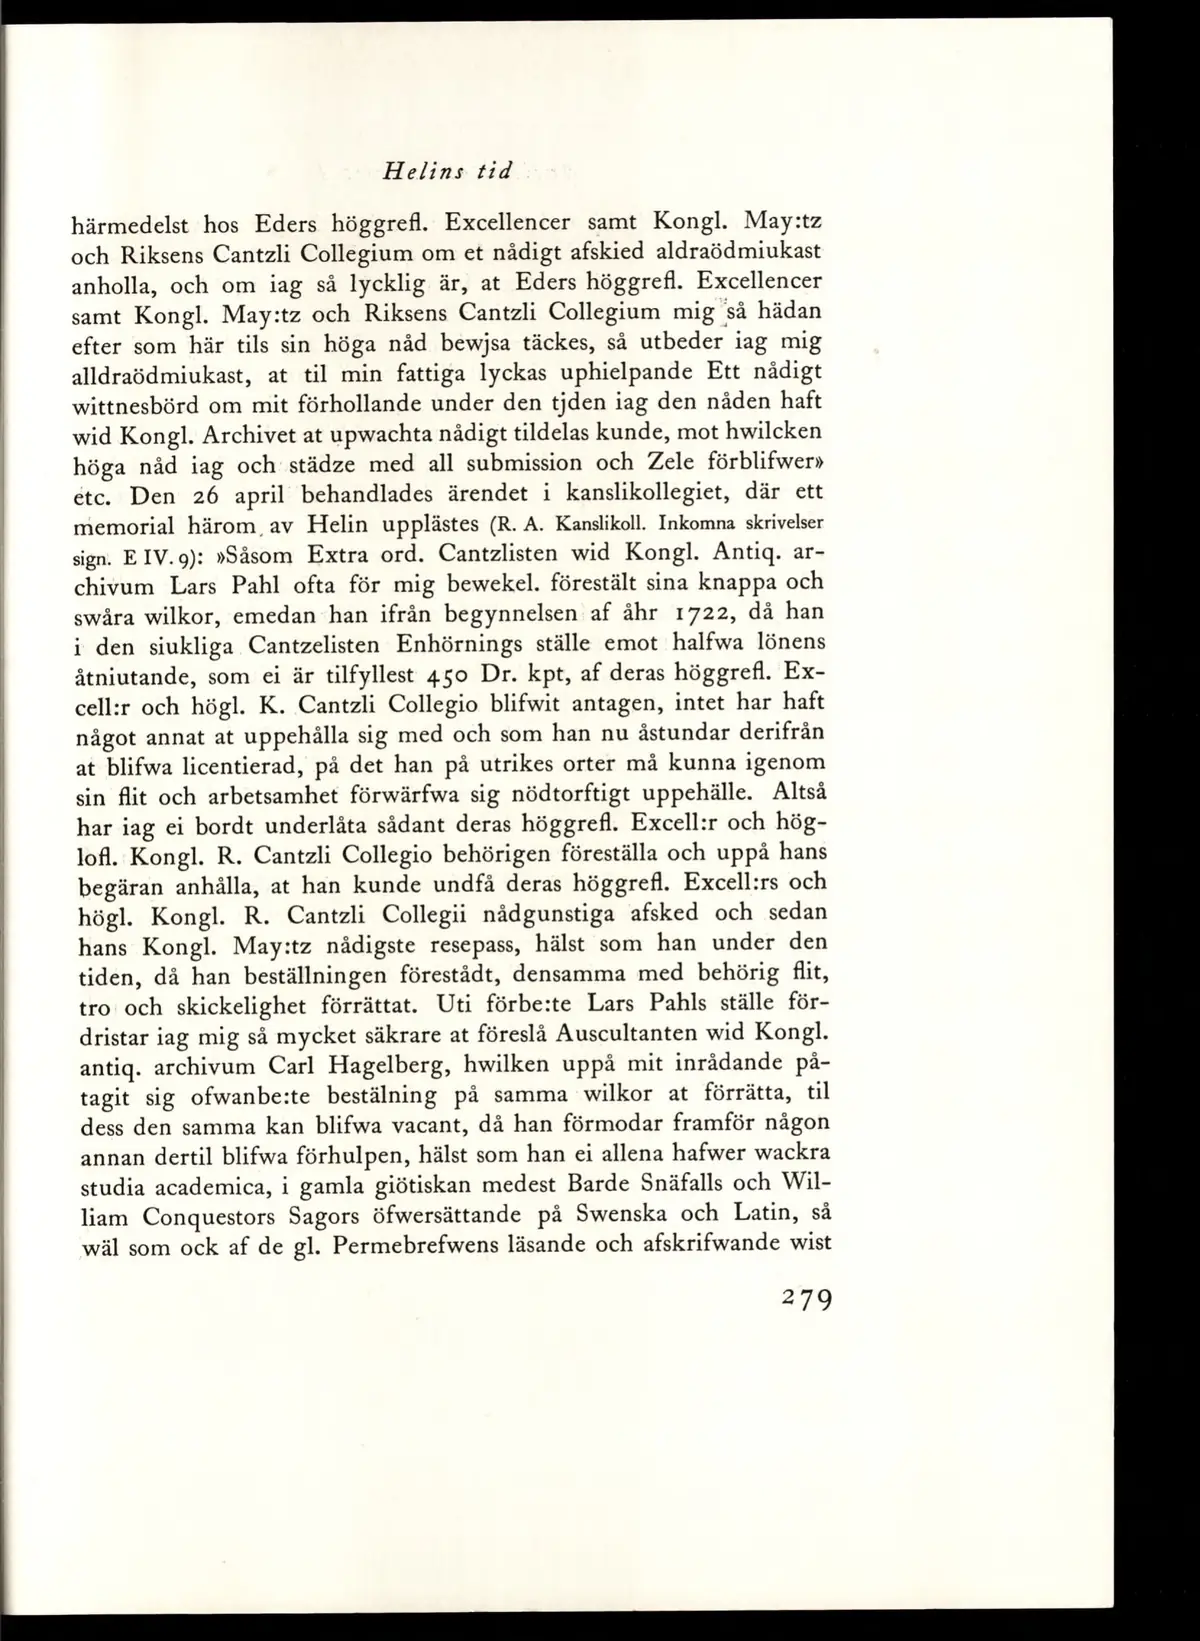 Helins tid
härmedelst hos Eders höggrefl. Excellencer samt Kongl. May:tz
och Riksens Cantzli Collegium om et nådigt afskied aldraödmiukast
anholla, och om iag så lycklig är, at Eders höggrefl. Excellencer
samt Kongl. May:tz och Riksens Cantzli Collegium mig så hädan
efter som här tils sin höga nåd bewjsa täckes, så utbeder iag mig
alldraödmiukast, at til min fattiga lyckas uphielpande Ett nådigt
wittnesbörd om mit förhollande under den tjden iag den nåden haft
wid Kongl. Archivet at upwachta nådigt tildelas kunde, mot hwilcken
höga nåd iag och städze med all submission och Zele förblifwer»
etc. Den 26 april behandlades ärendet i kanslikollegiet, där ett
memorial härom av Helin upplästes (R. A. Kanslikoll. Inkomna skrivelser
sign. E IV. 9): »Såsom Extra ord. Cantzlisten wid Kongl. Antiq. ar-
chivum Lars Pahl ofta för mig bewekel. förestält sina knappa och
swåra wilkor, emedan han ifrån begynnelsen af åhr 1722, då han
i den siukliga Cantzelisten Enhörnings ställe emot halfwa lönens
åtniutande, som ei är tilfyllest 450 Dr. kpt, af deras höggrefl. Ex-
cell:r och högl. K. Cantzli Collegio blifwit antagen, intet har haft
något annat at uppehålla sig med och som han nu åstundar derifrån
at blifwa licentierad, på det han på utrikes orter må kunna igenom
sin flit och arbetsamhet förwärfwa sig nödtorftigt uppehälle. Altså
har iag ei bordt underlåta sådant deras höggrefl. Excell:r och hög-
lofl. Kongl. R. Cantzli Collegio behörigen föreställa och uppå hans
begäran anhålla, at han kunde undfå deras höggrefl. Excell:rs och
högl. Kongl. R. Cantzli Collegii nådgunstiga afsked och sedan
hans Kongl. May:tz nådigste resepass, hälst som han under den
tiden, då han beställningen förestådt, densamma med behörig flit,
tro och skickelighet förrättat. Uti förbe:te Lars Pahls ställe för-
dristar iag mig så mycket säkrare at föreslå Auscultanten wid Kongl.
antiq. archivum Carl Hagelberg, hwilken uppå mit inrådande på-
tagit sig ofwanbe:te bestälning på samma wilkor at förrätta, til
dess den samma kan blifwa vacant, då han förmodar framför någon
annan dertil blifwa förhulpen, hälst som han ei allena hafwer wackra
studia academica, i gamla giötiskan medest Barde Snäfalls och Wil-
liam Conquestors Sagors öfwersättande på Swenska och Latin, så
wäl som ock af de gl. Permebrefwens läsande och afskrifwande wist
279